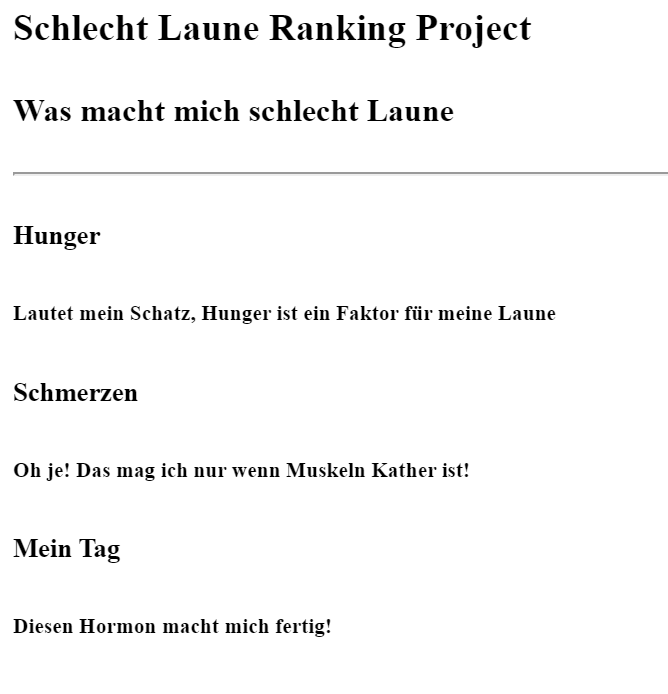 Schlecht Laune Ranking Project
Was macht mich schlecht Laune
Hunger
Lautet mein Schatz, Hunger ist ein Faktor für meine Laune
Schmerzen
Oh je! Das mag ich nur wenn Muskeln Kather ist!
Mein Tag
Diesen Hormon macht mich fertig!